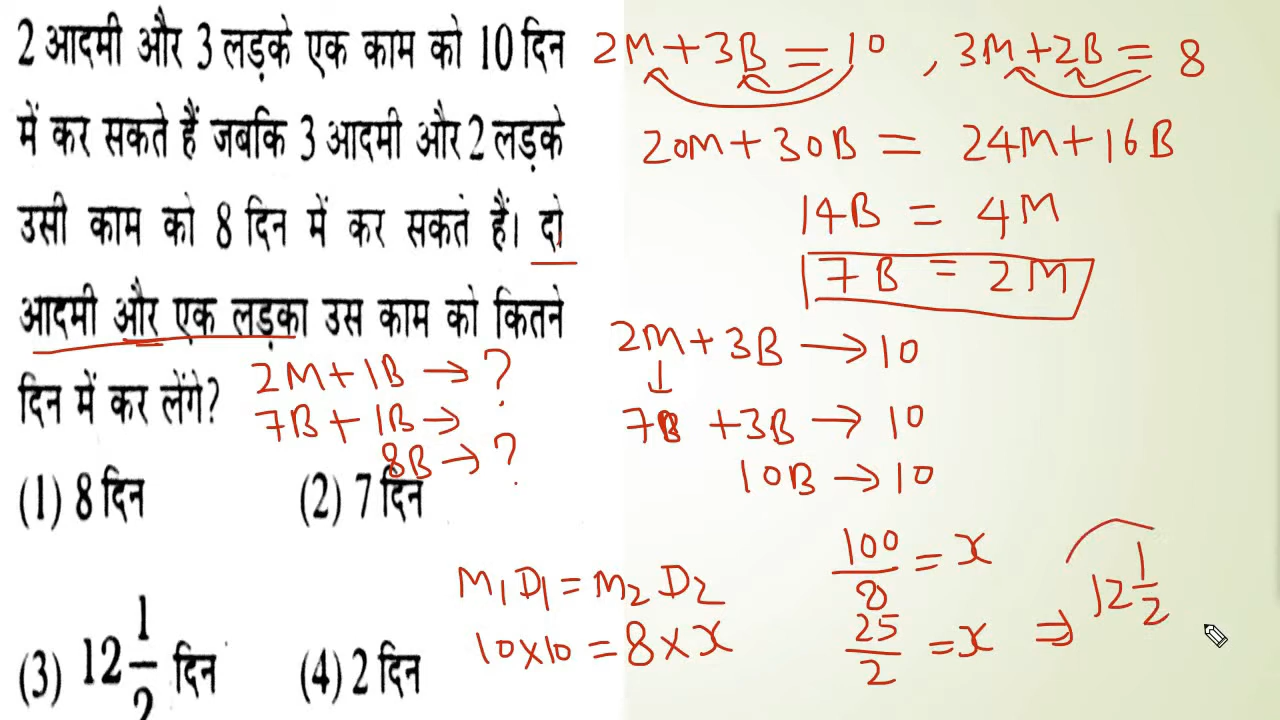 2 आदमी और 3 लड़के एक काम को 10 दिन
में कर सकते हैं जबकि 3 आदमी और 2 लड़के
उसी काम को 8 दिन में कर सकते हैं। दो
आदमी और एक लड़का उस काम को कितने
दिन में कर लेंगे?
(1) 8 दिन (2) 7 दिन
(3) 12 1/2 दिन (4) 2 दिन
2M + 1B → ?
7B + 1B →
8B → ?
2M + 3B = 10 , 3M + 2B = 8
20M + 30B = 24M + 16B
14B = 4M
7B = 2M
2M + 3B → 10
↓
7B + 3B → 10
10B → 10
M1D1 = M2D2
10 × 10 = 8 × x
100/8 = x
25/2 = x ⇒ 12 1/2